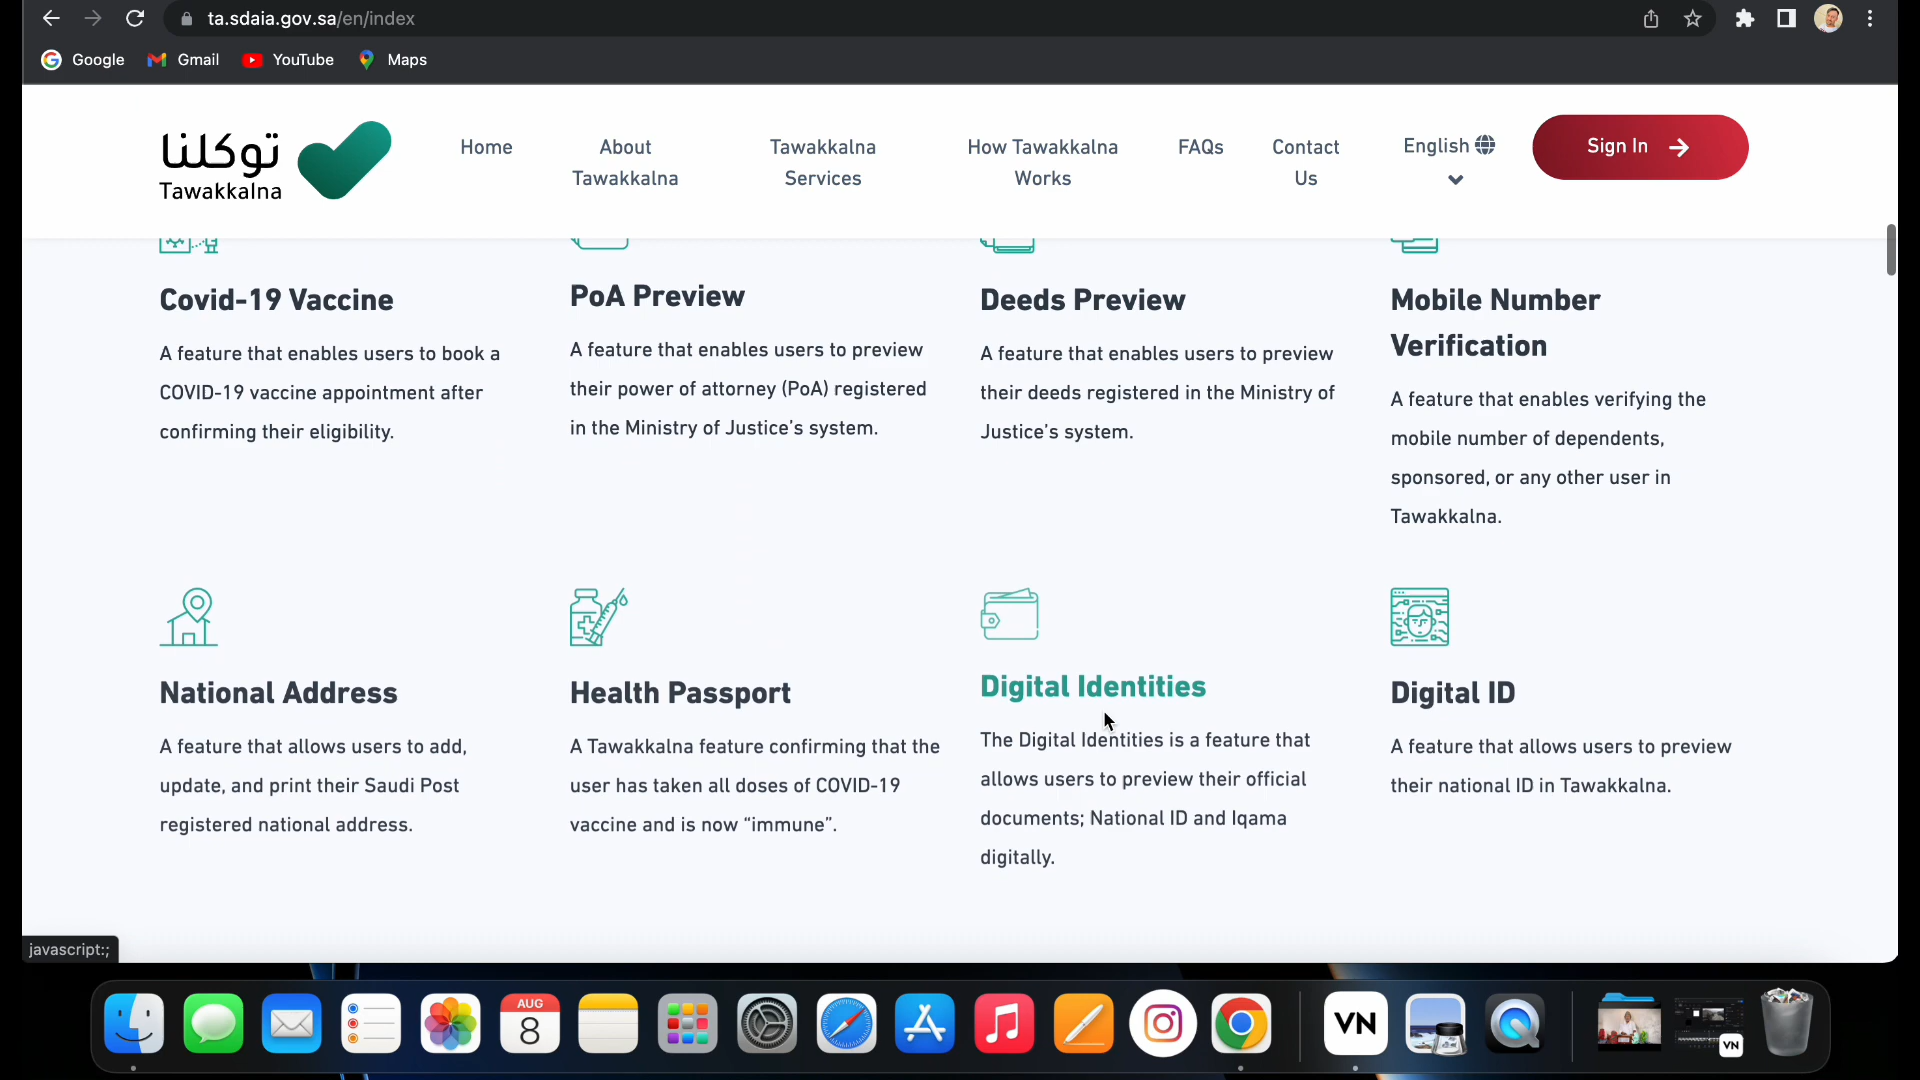 ta.sdaia.gov.sa/en/index
Google Gmail YouTube Maps
توكلنا
Tawakkalna
Home
About Tawakkalna
Tawakkalna Services
How Tawakkalna Works
FAQs
Contact Us
English
Sign In
Covid-19 Vaccine
A feature that enables users to book a
COVID-19 vaccine appointment after
confirming their eligibility.
PoA Preview
A feature that enables users to preview
their power of attorney (PoA) registered
in the Ministry of Justice's system.
Deeds Preview
A feature that enables users to preview
their deeds registered in the Ministry of
Justice's system.
Mobile Number
Verification
A feature that enables verifying the
mobile number of dependents,
sponsored, or any other user in
Tawakkalna.
National Address
A feature that allows users to add,
update, and print their Saudi Post
registered national address.
Health Passport
A Tawakkalna feature confirming that the
user has taken all doses of COVID-19
vaccine and is now “immune”.
Digital Identities
The Digital Identities is a feature that
allows users to preview their official
documents; National ID and Iqama
digitally.
Digital ID
A feature that allows users to preview
their national ID in Tawakkalna.
javascript:;
AUG
8
VN
VN